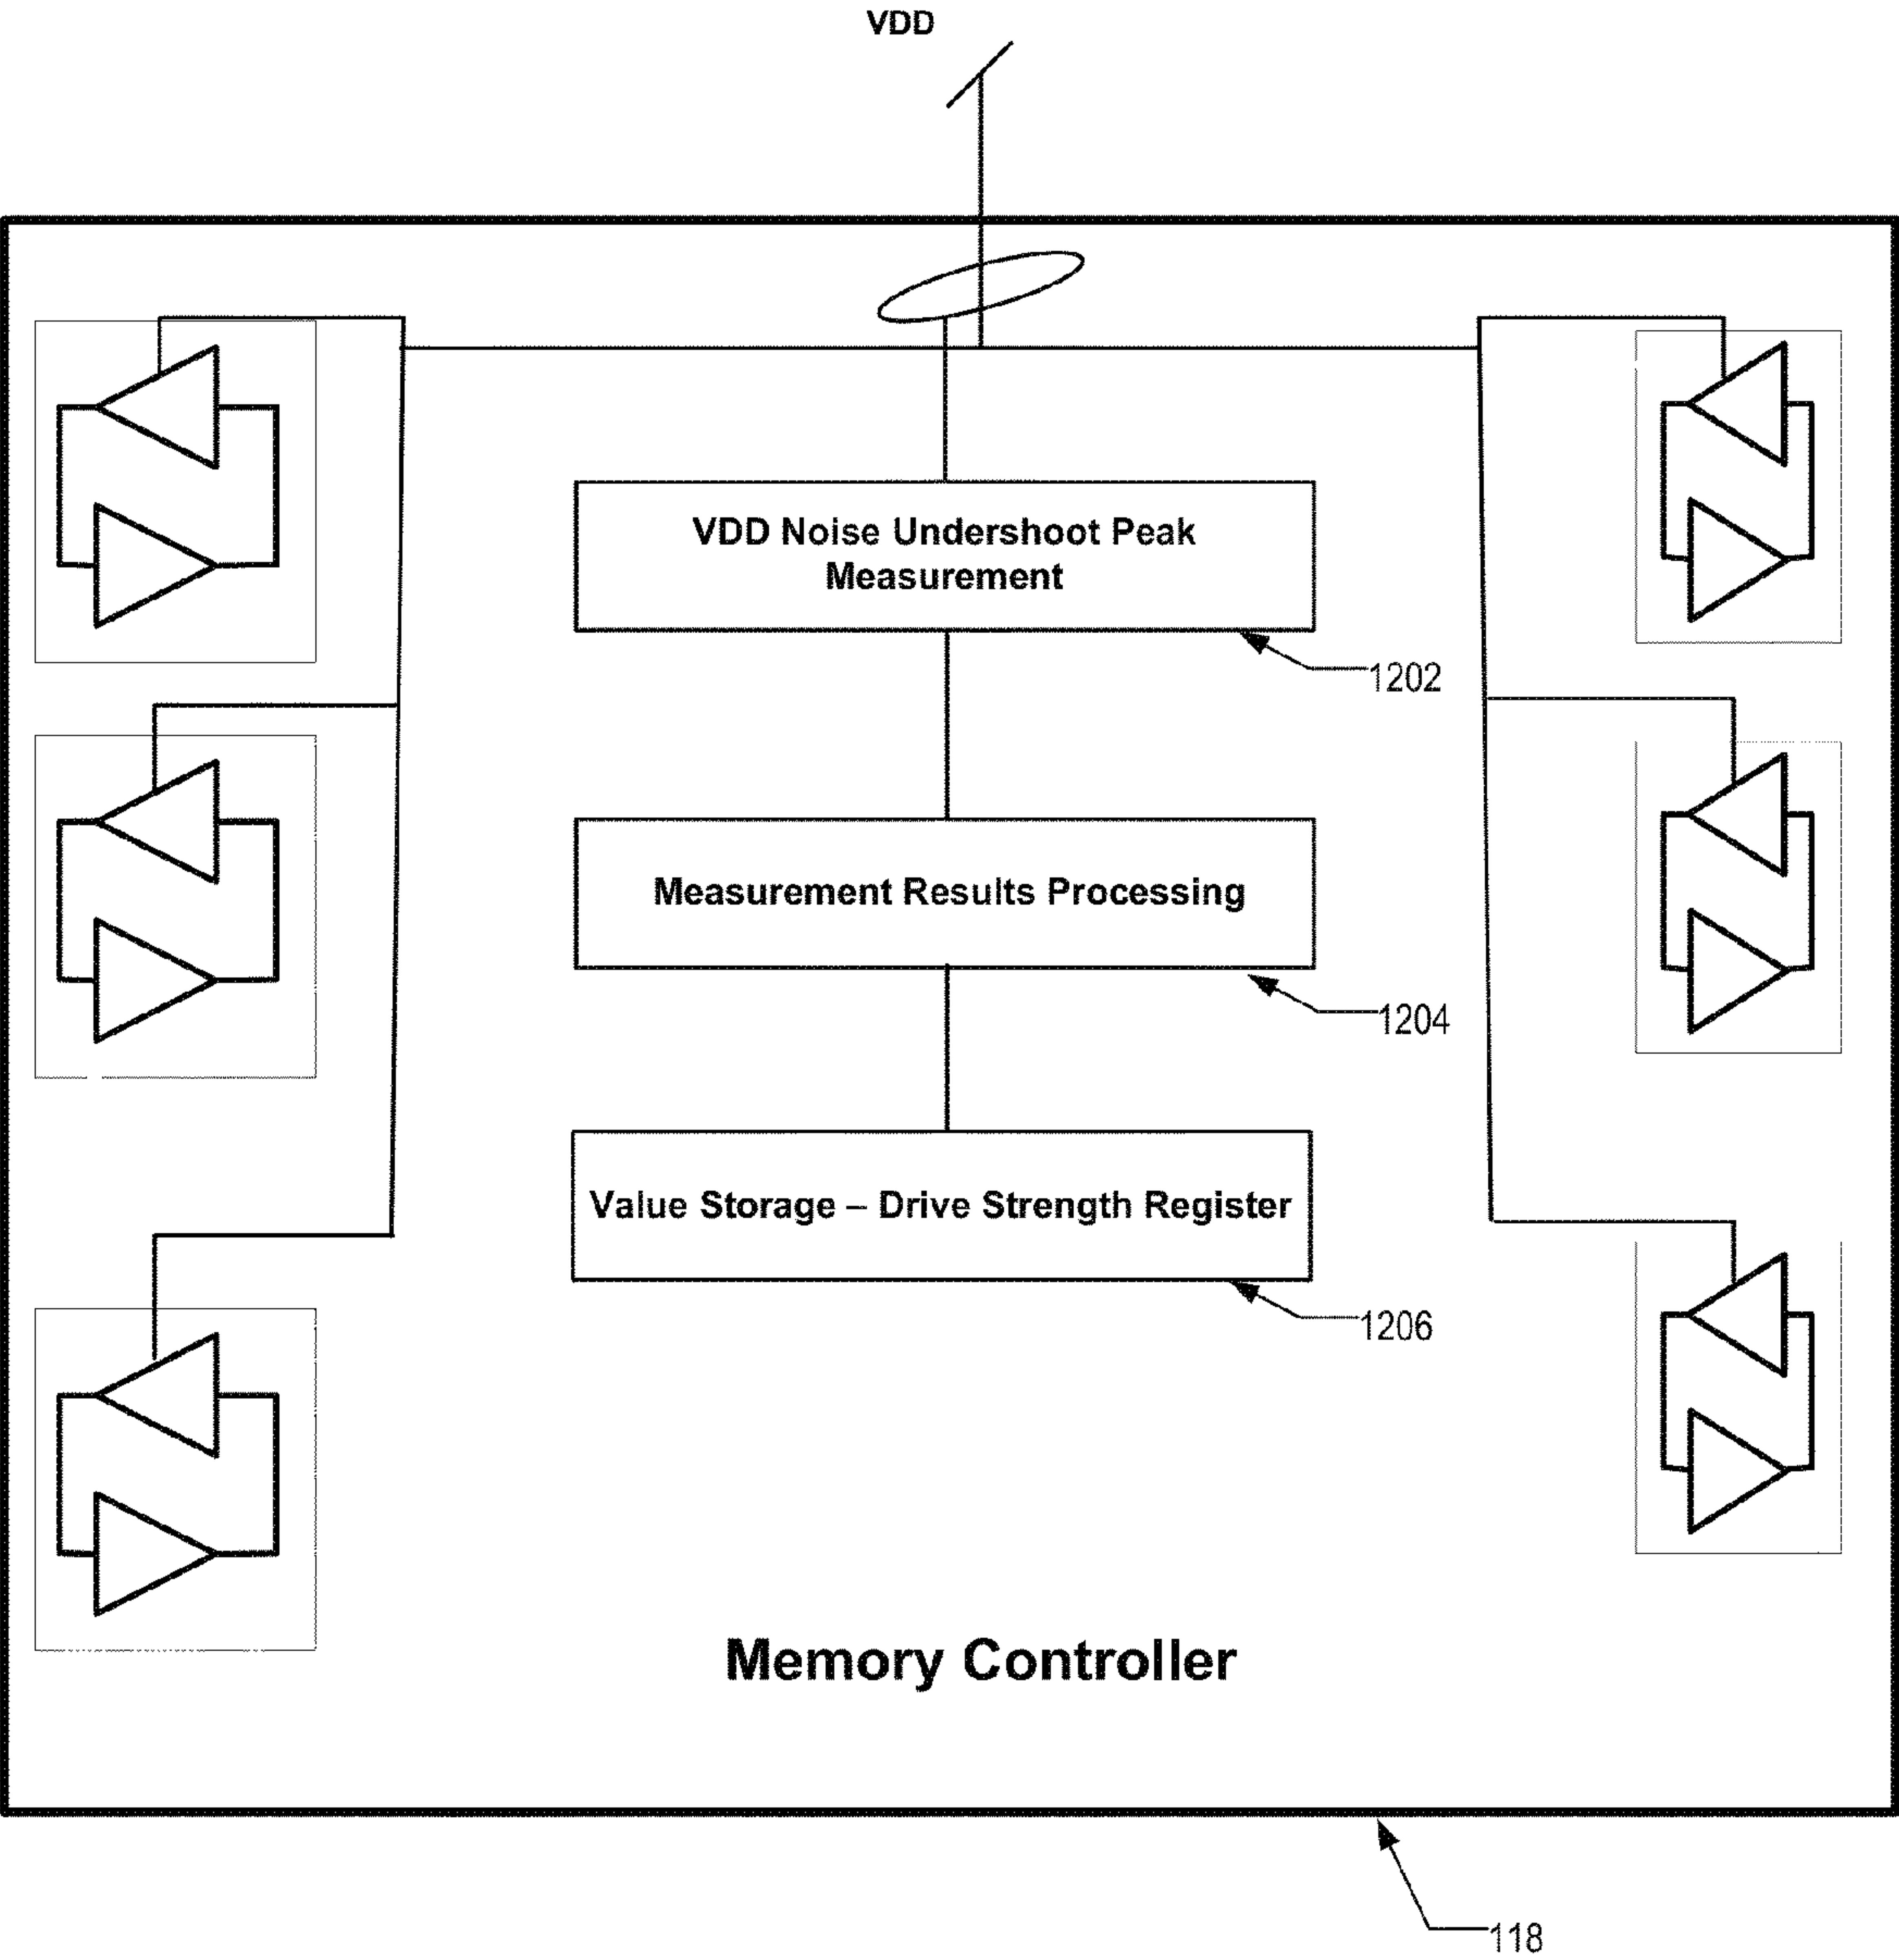 VDD
VDD Noise Undershoot Peak
Measurement
1202
Measurement Results Processing
1204
Value Storage – Drive Strength Register
1206
Memory Controller
118